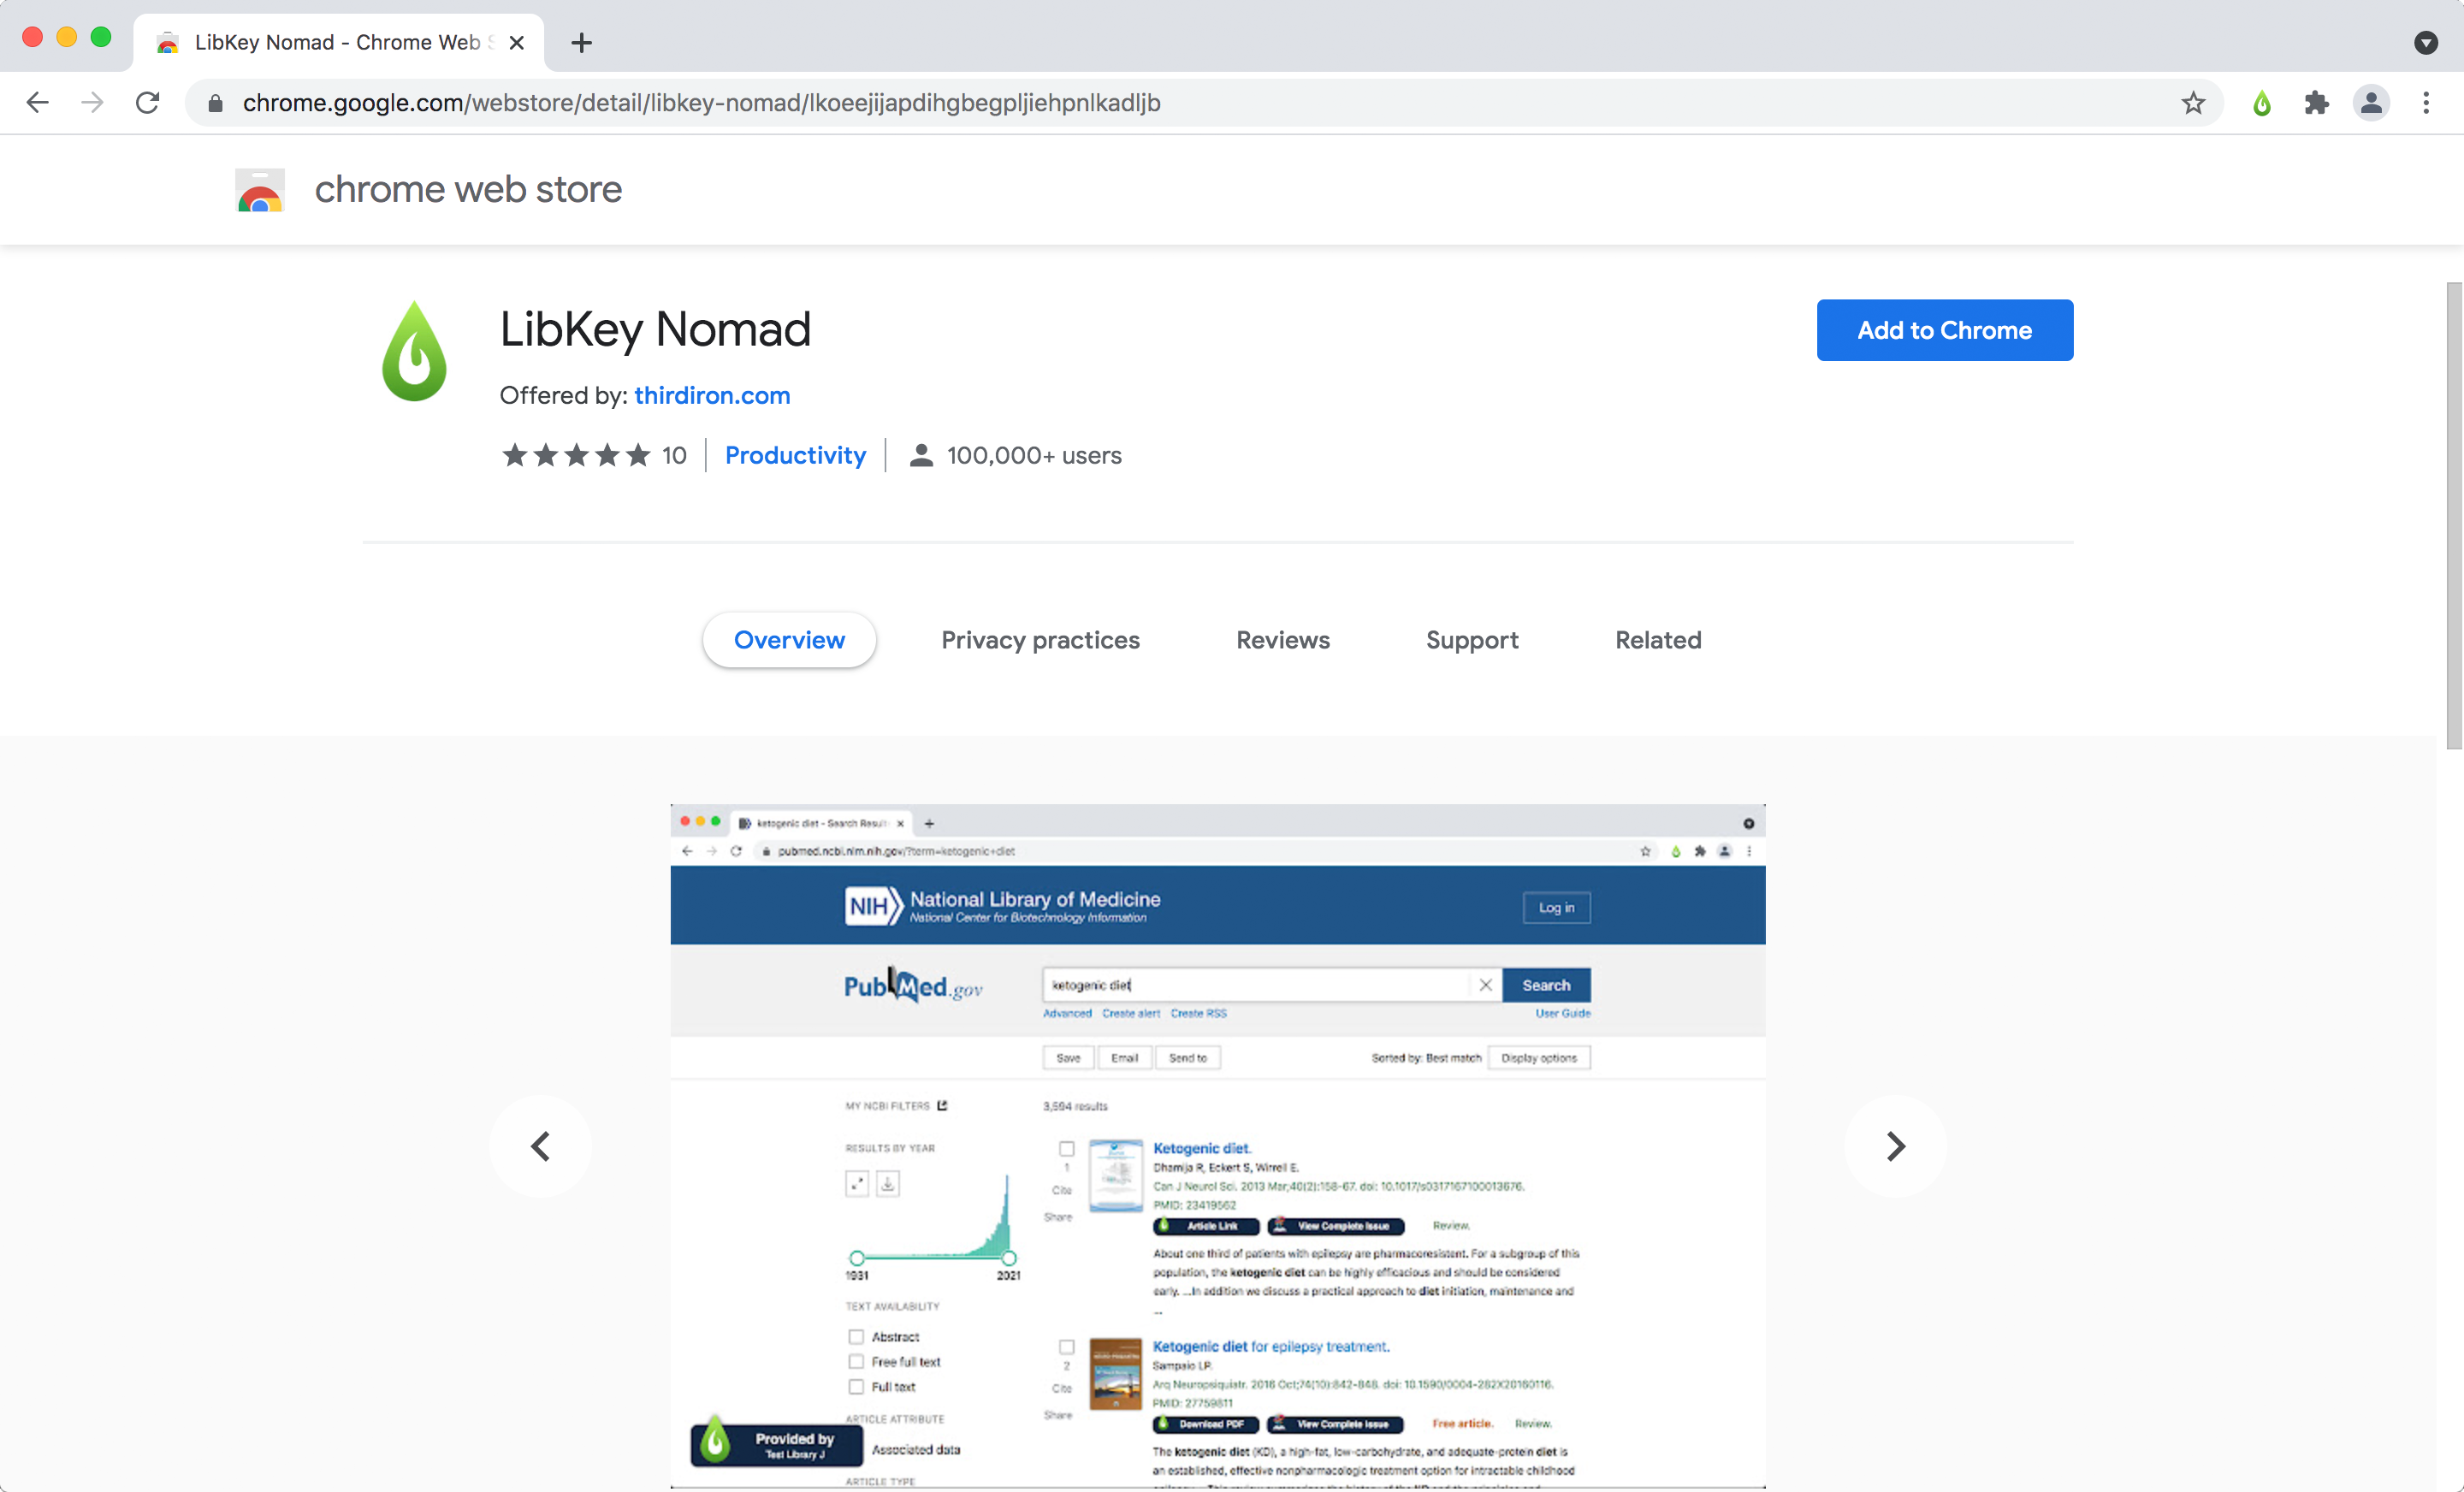 LibKey Nomad - Chrome Web S
chrome.google.com/webstore/detail/libkey-nomad/lkoeejijapdihgbegpljiehpnlkadljb
chrome web store
LibKey Nomad
Add to Chrome
Offered by: thirdiron.com
10 Productivity 100,000+ users
Overview Privacy practices Reviews Support Related
ketogenic diet - Search Result
pubmed.ncbi.nlm.nih.gov/?term=ketogenic+diet
NIH National Library of Medicine
National Center for Biotechnology Information
Log in
PubMed.gov
ketogenic diet
Search
Advanced Create alert Create RSS User Guide
Save Email Send to Sorted by: Best match Display options
MY NCBI FILTERS
3,594 results
RESULTS BY YEAR
1931 2021
TEXT AVAILABILITY
Abstract
Free full text
Full text
ARTICLE ATTRIBUTE
Associated data
ARTICLE TYPE
Provided by
Test Library J
1
Cite
Share
Ketogenic diet.
Dhamija R, Eckert S, Wirrell E.
Can J Neurol Sci. 2013 Mar;40(2):158-67. doi: 10.1017/s0317167100013676.
PMID: 23419562
Article Link View Complete Issue Review.
About one third of patients with epilepsy are pharmacoresistent. For a subgroup of this
population, the ketogenic diet can be highly efficacious and should be considered
early. ...In addition we discuss a practical approach to diet initiation, maintenance and
...
2
Cite
Share
Ketogenic diet for epilepsy treatment.
Sampaio LP.
Arq Neuropsiquiatr. 2016 Oct;74(10):842-848. doi: 10.1590/0004-282X20160116.
PMID: 27759811
Download PDF View Complete Issue Free article. Review.
The ketogenic diet (KD), a high-fat, low-carbohydrate, and adequate-protein diet is
an established, effective nonpharmacologic treatment option for intractable childhood